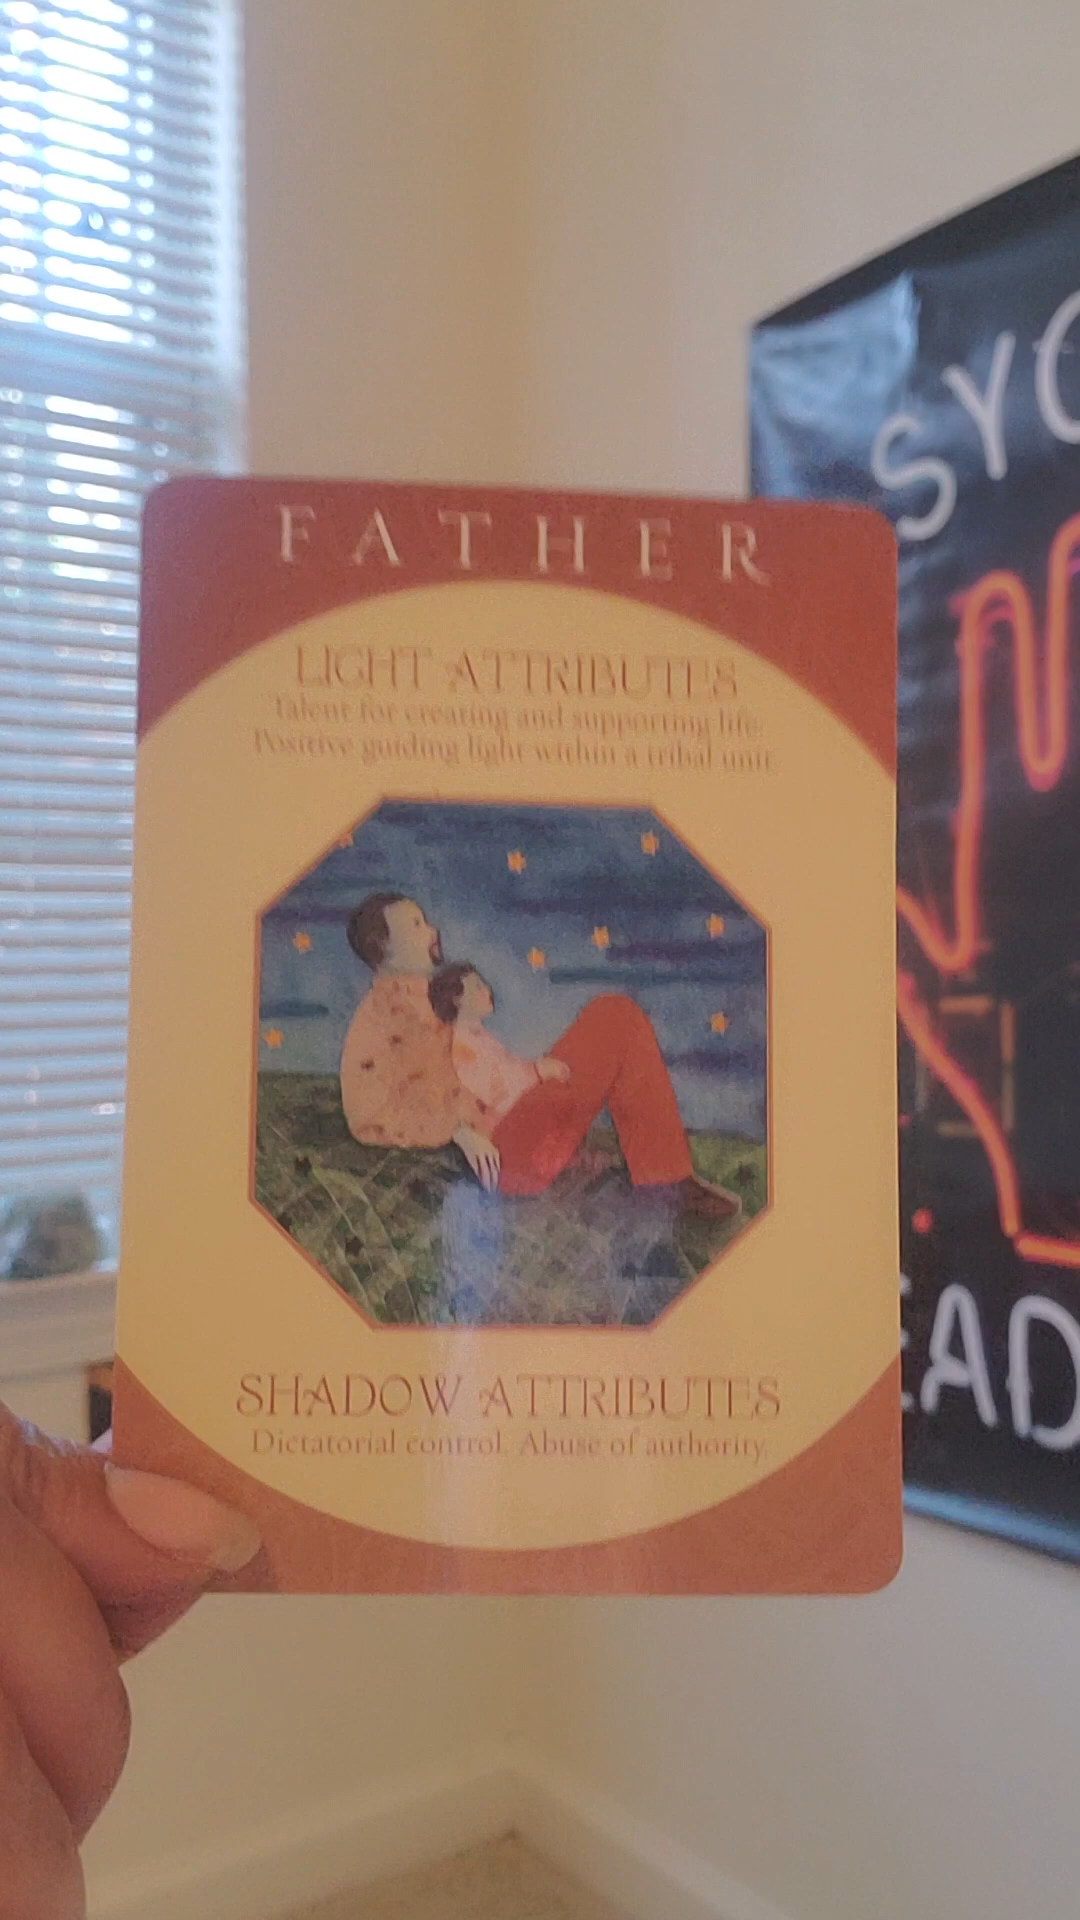 FATHER
LIGHT ATTRIBUTES
Talent for creating and supporting life.
Positive guiding light within a tribal unit.
SHADOW ATTRIBUTES
Dictatorial control. Abuse of authority.
SYC
EAD